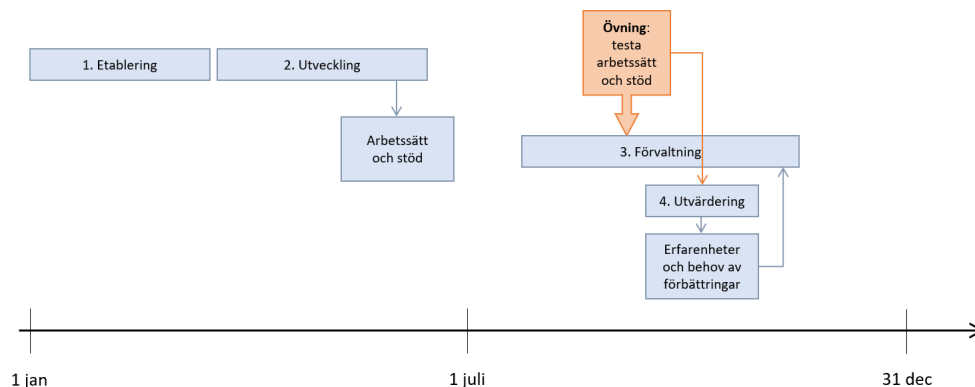 1. Etablering
2. Utveckling
Arbetssätt
och stöd
Övning:
testa
arbetssätt
och stöd
3. Förvaltning
4. Utvärdering
Erfarenheter
och behov av
förbättringar
1 jan
1 juli
31 dec